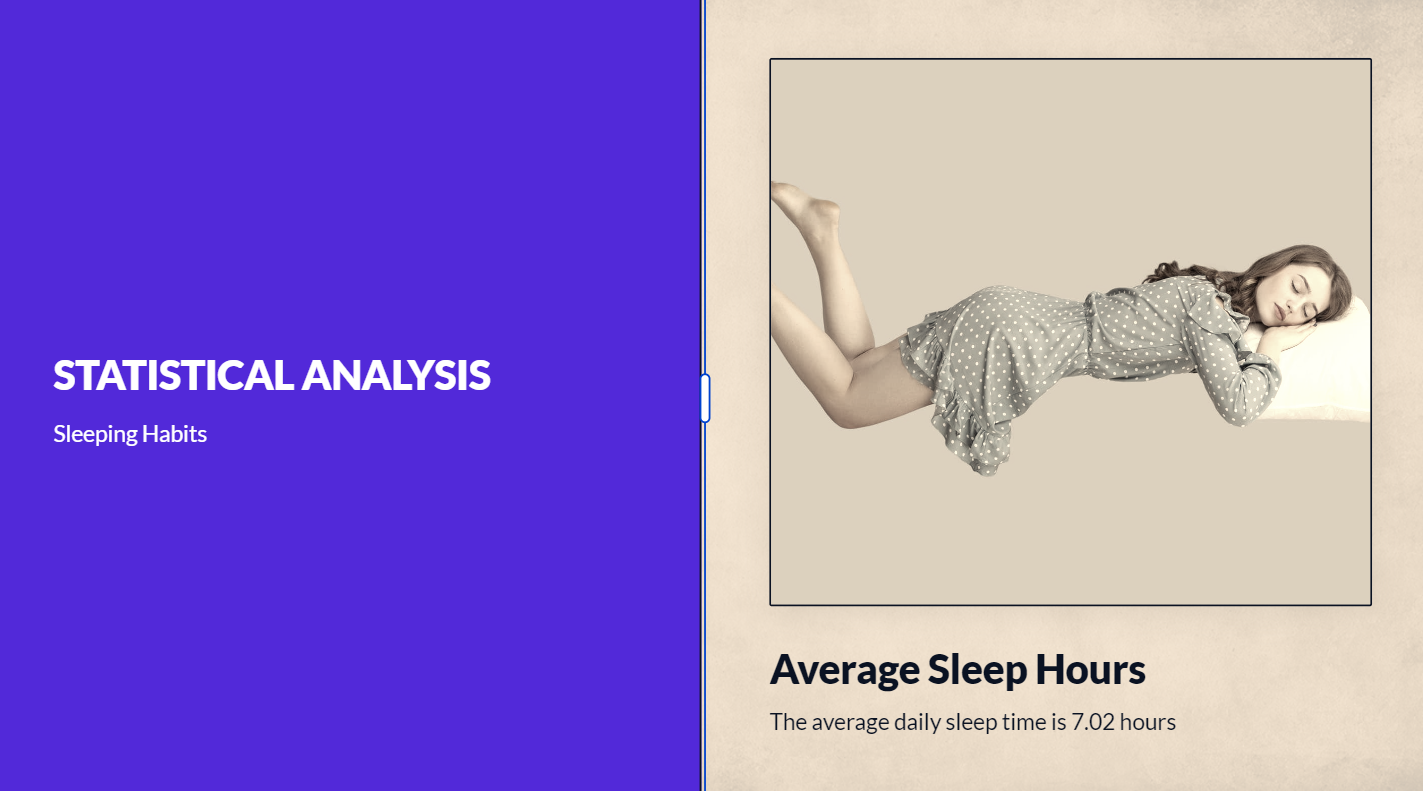 STATISTICAL ANALYSIS
Sleeping Habits
Average Sleep Hours
The average daily sleep time is 7.02 hours